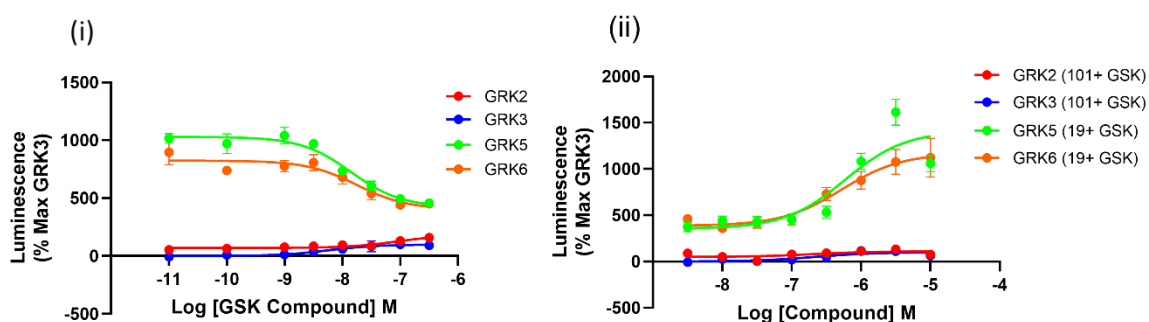 (i)
Luminescence
(% Max GRK3)
1500
1000
500
0
-500
-11
-10
-9
-8
-7
-6
Log [GSK Compound] M
GRK2
GRK3
GRK5
GRK6
(ii)
Luminescence
(% Max GRK3)
2000
1500
1000
500
0
-500
-8
-7
-6
-5
-4
Log [Compound] M
GRK2 (101+ GSK)
GRK3 (101+ GSK)
GRK5 (19+ GSK)
GRK6 (19+ GSK)